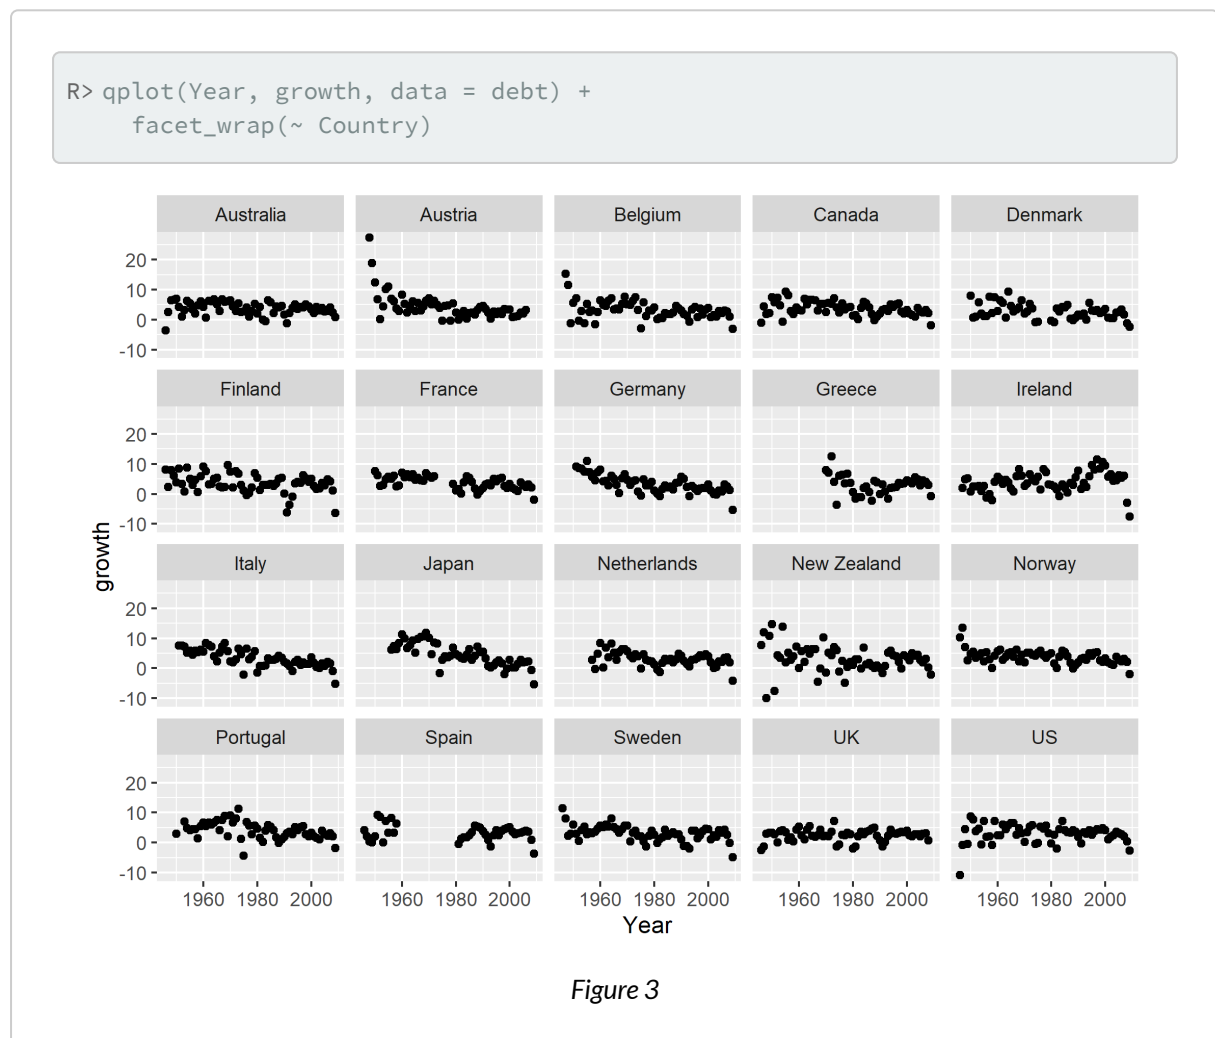 R> qplot(Year, growth, data = debt) +
facet_wrap(~ Country)
Australia Austria Belgium Canada Denmark
20
10
0
-10
Finland France Germany Greece Ireland
20
10
0
-10
growth
Italy Japan Netherlands New Zealand Norway
20
10
0
-10
Portugal Spain Sweden UK US
20
10
0
-10
1960 1980 2000 1960 1980 2000 1960 1980 2000 1960 1980 2000 1960 1980 2000
Year
Figure 3